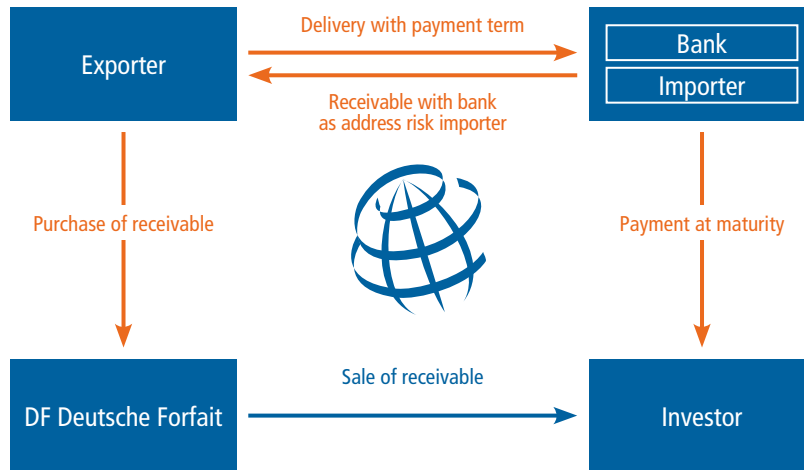 Delivery with payment term
Exporter
Bank
Importer
Receivable with bank
as address risk importer
Purchase of receivable
Payment at maturity
Sale of receivable
DF Deutsche Forfait
Investor